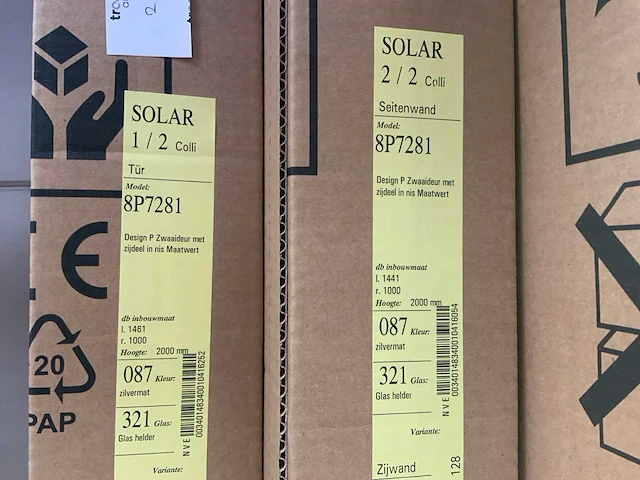 2
SOLAR
1 / 2 Colli
Tür
Model:
8P7281
Design P Zwaaideur met
zijdeel in nis Maatwert
db inbouwmaat
l. 1461
r. 1000
Hoogte: 2000 mm
087 Kleur:
zilvermat
321 Glas:
Glas helder
Variante:
NVE 00340148340010416252
SOLAR
2 / 2 Colli
Seitenwand
Model:
8P7281
Design P Zwaaideur met
zijdeel in nis Maatwert
db inbouwmaat
l. 1441
r. 1000
Hoogte: 2000 mm
087 Kleur:
zilvermat
321 Glas:
Glas helder
Variante:
Zijwand
128
NVE 00340148340010416054
CE
20
PAP